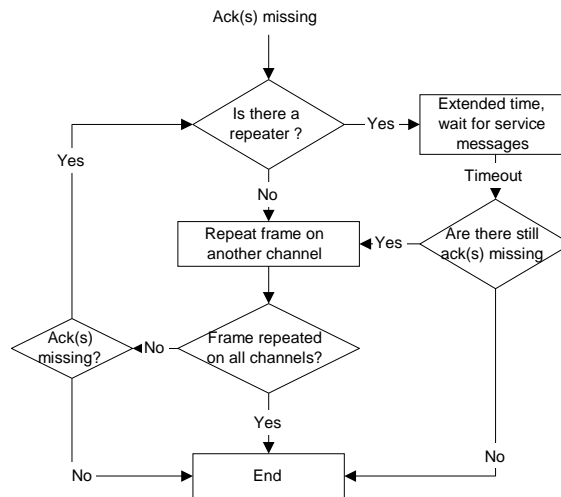 Ack(s) missing
Is there a
repeater ?
Yes
Extended time,
wait for service
messages
Yes
Timeout
No
Repeat frame on
another channel
Yes
Are there still
ack(s) missing
Ack(s)
missing?
No
Frame repeated
on all channels?
Yes
No
No
End